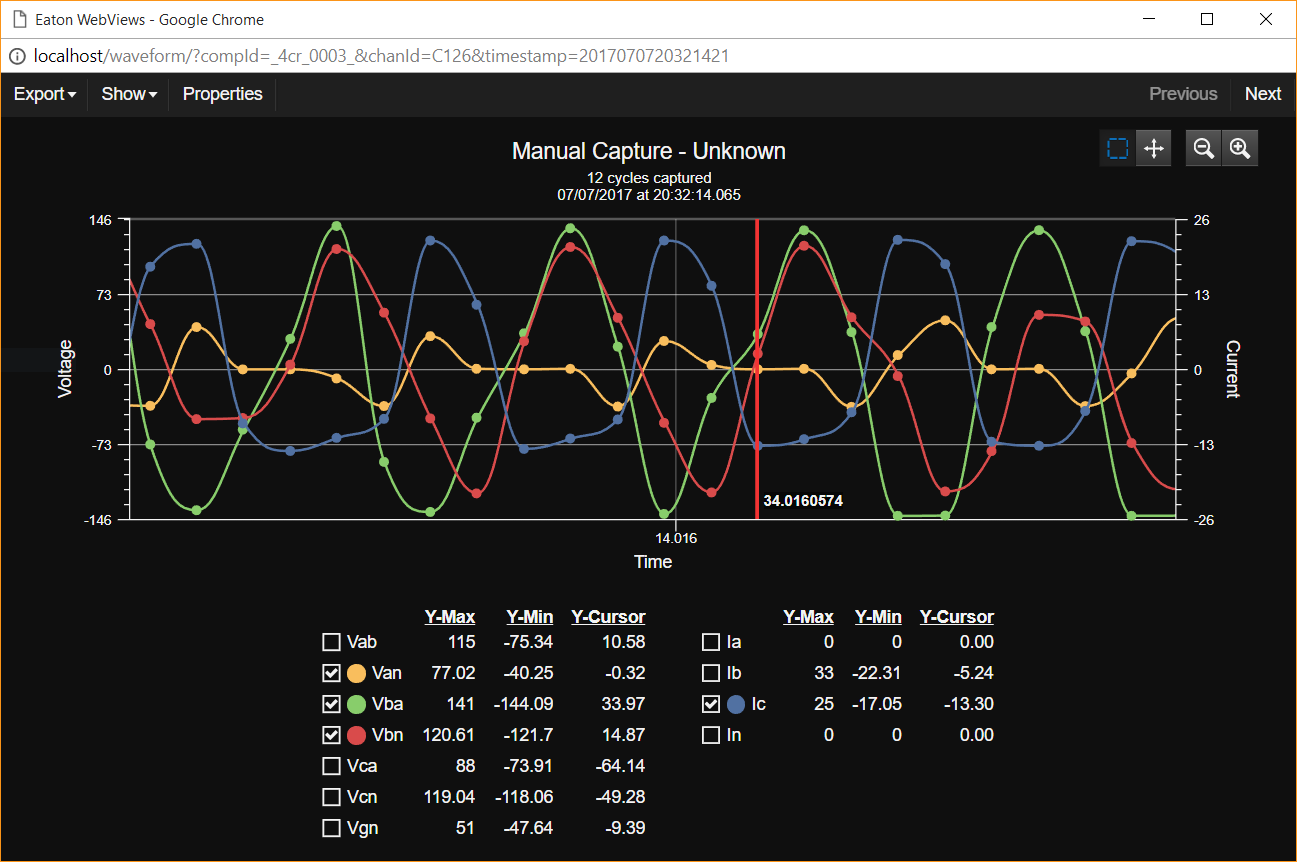 Eaton WebViews - Google Chrome
localhost/waveform/?compId=_4cr_0003_&chanId=C126&timestamp=2017070720321421
Export Show Properties Previous Next
Manual Capture - Unknown
12 cycles captured
07/07/2017 at 20:32:14.065
146 26
73 13
0 0
-73 -13
-146 -26
Voltage
Current
34.0160574
14.016
Time
Y-Max Y-Min Y-Cursor Y-Max Y-Min Y-Cursor
Vab 115 -75.34 10.58 Ia 0 0 0.00
Van 77.02 -40.25 -0.32 Ib 33 -22.31 -5.24
Vba 141 -144.09 33.97 Ic 25 -17.05 -13.30
Vbn 120.61 -121.7 14.87 In 0 0 0.00
Vca 88 -73.91 -64.14
Vcn 119.04 -118.06 -49.28
Vgn 51 -47.64 -9.39